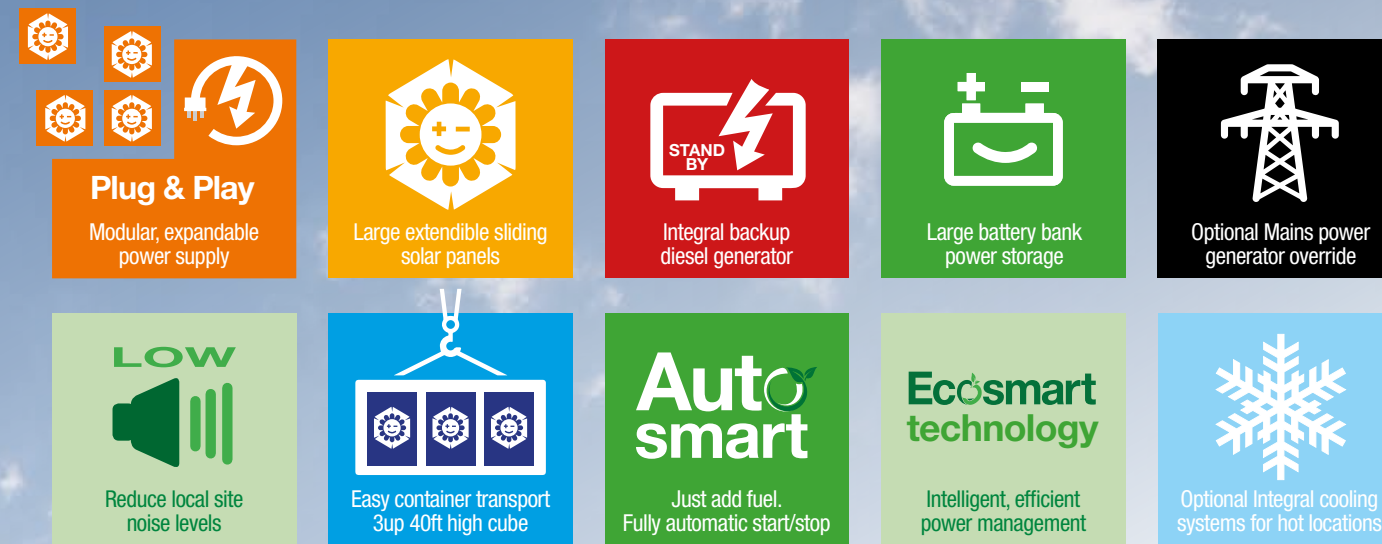 Plug & Play
Modular, expandable
power supply
Large extendible sliding
solar panels
STAND
BY
Integral backup
diesel generator
Large battery bank
power storage
Optional Mains power
generator override
LOW
Reduce local site
noise levels
Easy container transport
3up 40ft high cube
Auto
smart
Just add fuel.
Fully automatic start/stop
Ecosmart
technology
Intelligent, efficient
power management
Optional Integral cooling
systems for hot locations